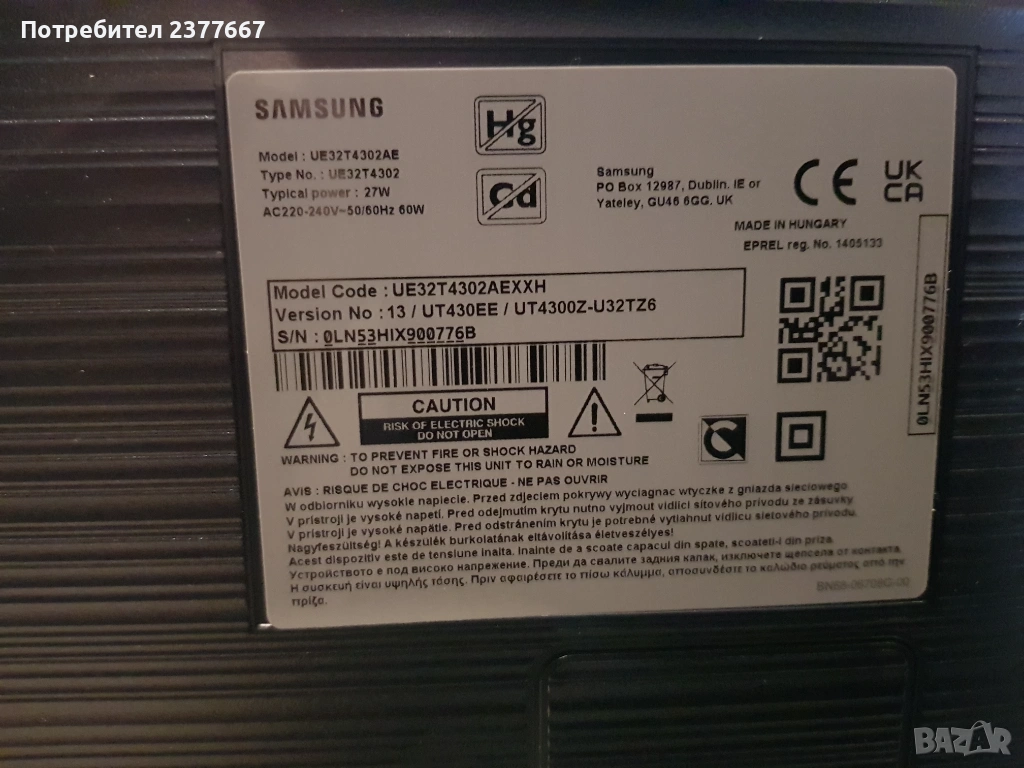 Потребител 2377667
SAMSUNG
Hg
Cd
Model : UE32T4302AE
Type No. : UE32T4302
Typical power : 27W
AC220-240V~50/60Hz 60W
Samsung
PO Box 12987, Dublin. IE or
Yateley, GU46 6GG. UK
CE
UK
CA
MADE IN HUNGARY
EPREL reg. No. 1405133
Model Code : UE32T4302AEXXH
Version No : 13 / UT430EE / UT4300Z-U32TZ6
S/N : 0LN53HIX900776B
0LN53HIX900776B
CAUTION
RISK OF ELECTRIC SHOCK
DO NOT OPEN
WARNING : TO PREVENT FIRE OR SHOCK HAZARD
DO NOT EXPOSE THIS UNIT TO RAIN OR MOISTURE
AVIS : RISQUE DE CHOC ELECTRIQUE - NE PAS OUVRIR
W odbiorniku wysokie napiecie. Przed zdjeciem pokrywy wyciagnac wtyczke z gniazda sieciowego.
V prístroji je vysoké napetí. Pred odejmutím krytu nutno vyjmout vidlici síťového prívodu ze zásuvky.
V prístroji je vysoké napätie. Pred odstránením krytu je potrebné vytiahnut vidlicu sieťového prívodu.
Nagyfeszültség! A készülék burkolatának eltávolítása életveszélyes!
Acest dispozitiv este de tensiune inalta. Inainte de a scoate capacul din spate, scoateti-l din priza.
Устройството е под високо напрежение. Преди да свалите задния капак, изключете щепсела от контакта.
Η συσκευή είναι υψηλής τάσης. Πριν αφαιρέσετε το πίσω κάλυμμα, αποσυνδέστε το καλώδιο ρεύματος από την
πρίζα.
BAZAR